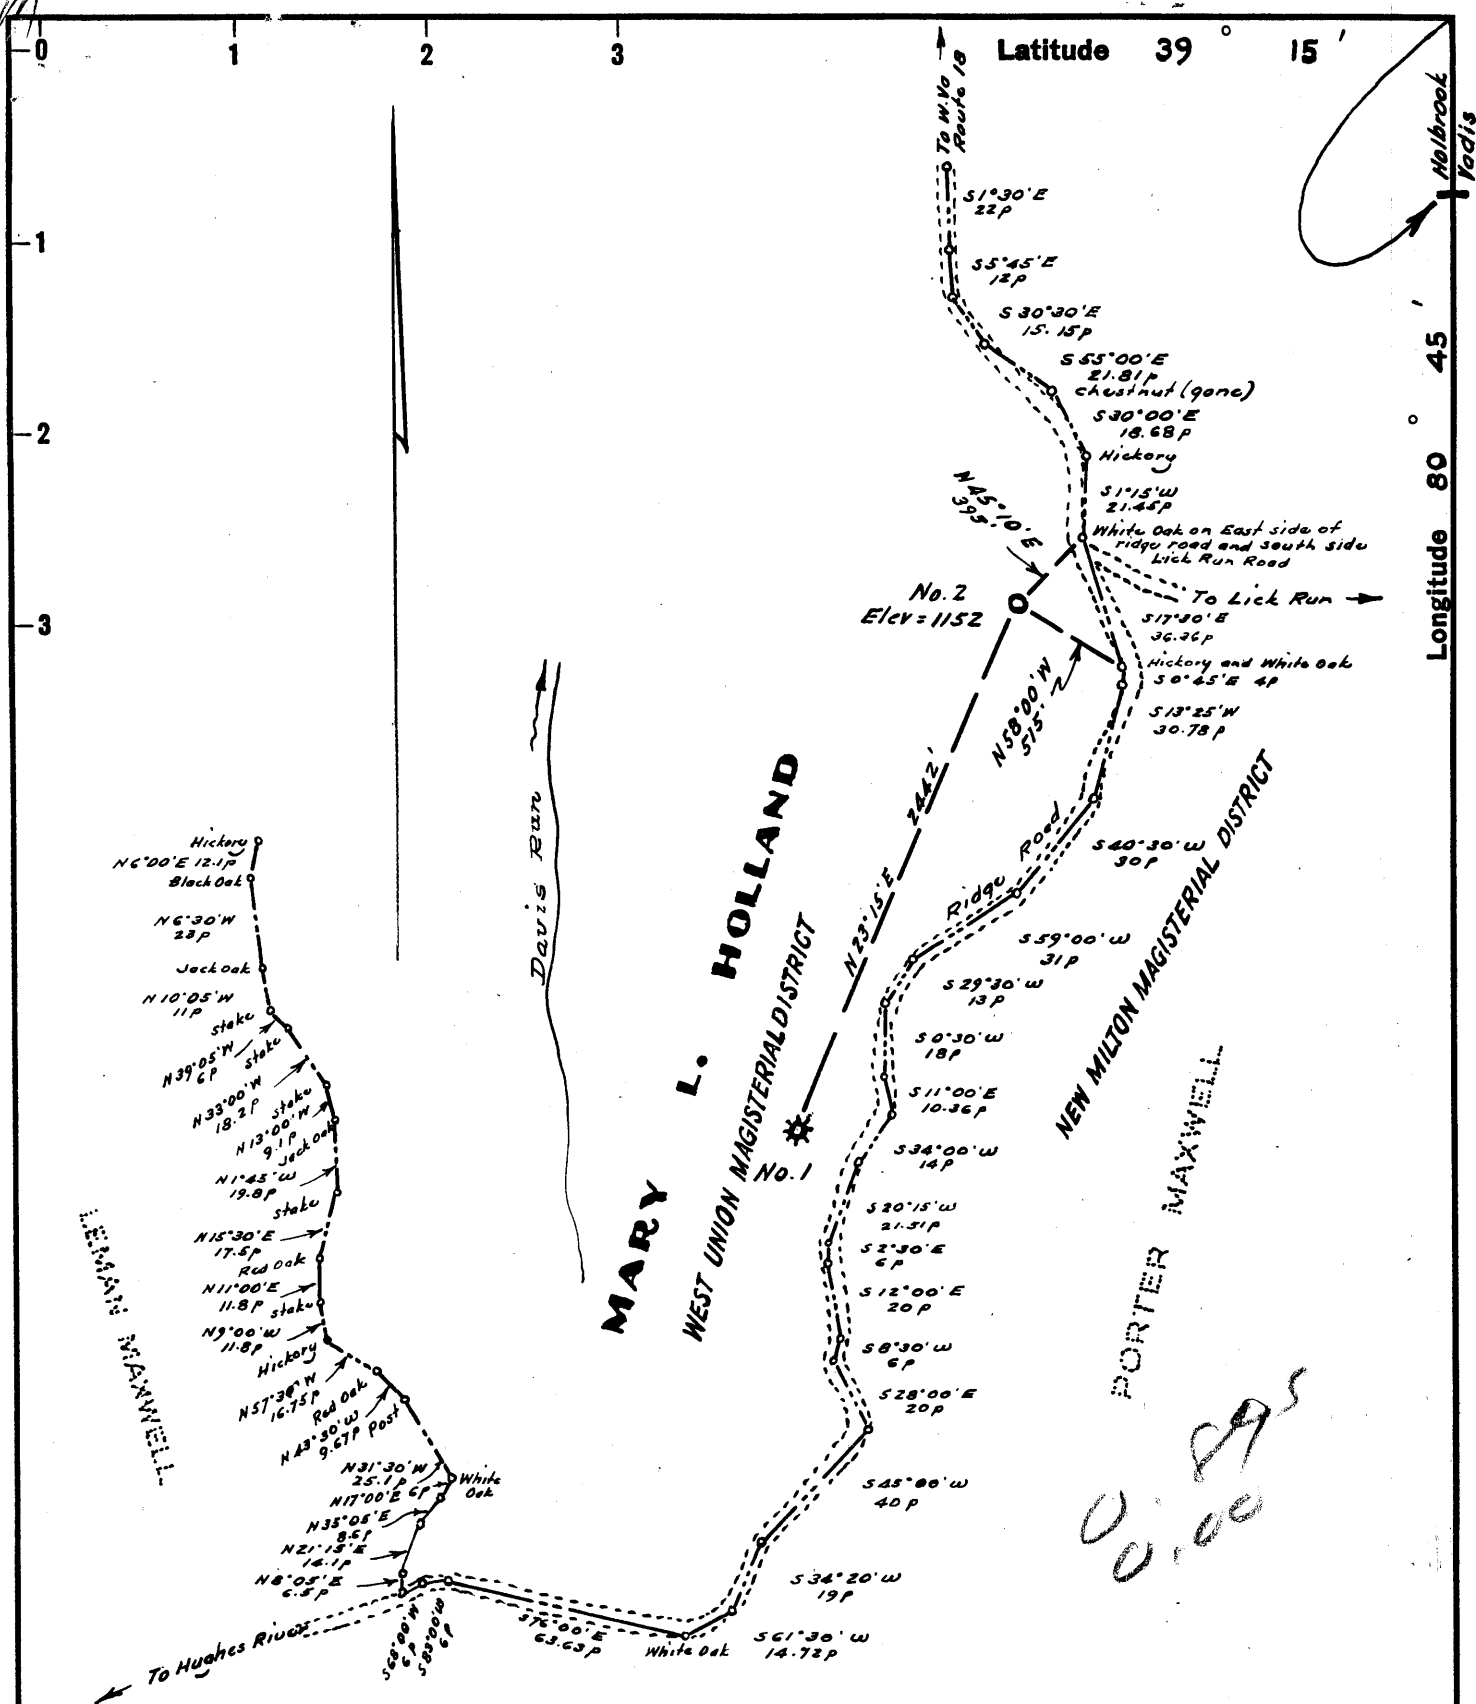 0
1
2
3
Latitude 39° 15'
1
2
3
Longitude 80° 45'
Holbrook
Vadis
To W.Va
Route 18
S1°30'E
22p
S5°45'E
12p
S30°30'E
15.15p
S55°00'E
21.81p
chestnut (gone)
S30°00'E
18.68p
Hickory
S1°15'W
21.45p
White Oak on East side of
ridge road and south side
Lick Run Road
To Lick Run
N45°10'E
395'
No.2
Elev=1152
S17°30'E
36.36p
Hickory and White Oak
S0°45'E 4p
N58°00'W
515'
S13°25'W
30.78p
2442'
N23°15'E
Ridge Road
S40°30'W
30p
S59°00'W
31p
S29°30'W
13p
S0°30'W
18p
S11°00'E
10.36p
S34°00'W
14p
No.1
S20°15'W
21.51p
S2°30'E
6p
S12°00'E
20p
S8°30'W
6p
S28°00'E
20p
S45°00'W
40p
S34°20'W
19p
S61°30'W
14.72p
White Oak
S76°00'E
63.63p
S83°00'W
6p
S68°00'W
6p
To Hughes River
Davis Run
MARY L. HOLLAND
WEST UNION MAGISTERIAL DISTRICT
NEW MILTON MAGISTERIAL DISTRICT
PORTER MAXWELL
LEMAN MAXWELL
Hickory
N6°00'E 12.1p
Black Oak
N6°30'W
23p
Jack Oak
N10°05'W
11p
stake
N39°05'W
6p
stake
N33°00'W
18.2p
stake
N13°00'W
9.1p
Jack Oak
N1°45'W
19.8p
stake
N15°30'E
17.5p
Red Oak
N11°00'E
11.8p
stake
N9°00'W
11.8p
Hickory
N57°30'W
16.75p
Red Oak
N43°30'W
9.67p
Post
N31°30'W
25.1p
White
Oak
N17°00'E 6p
N35°05'E
8.6p
N21°15'E
14.1p
N8°05'E
6.5p
0.895
0.00